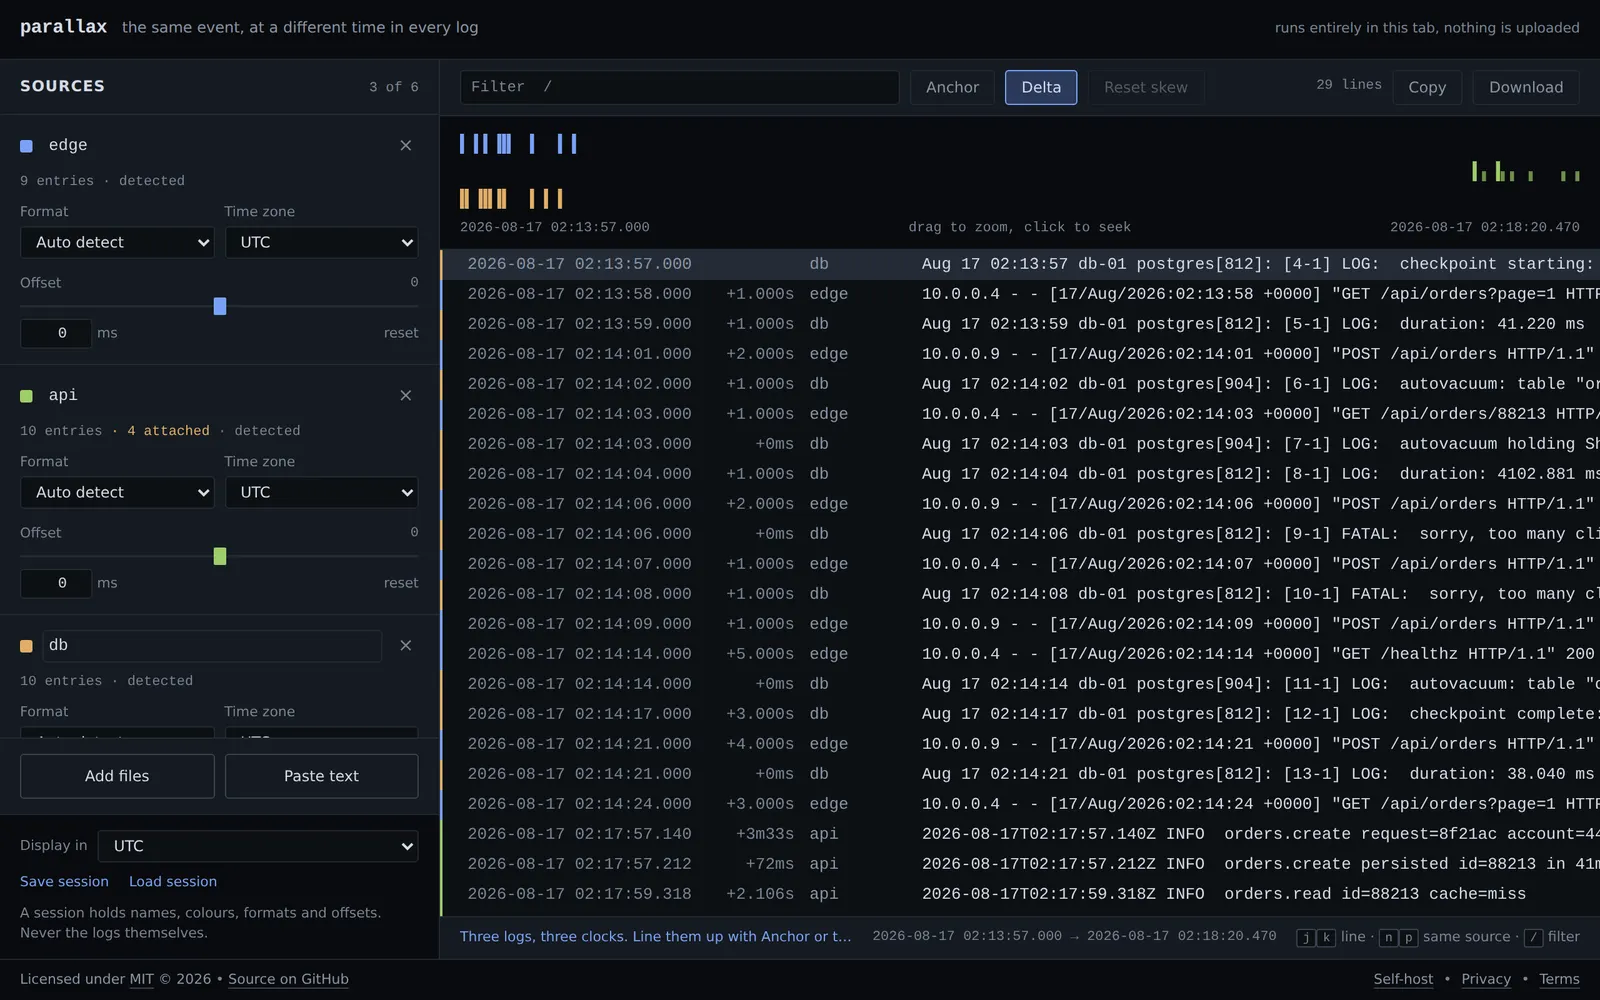 parallax the same event, at a different time in every log
runs entirely in this tab, nothing is uploaded
SOURCES 3 of 6
edge ×
9 entries · detected
Format Time zone
Auto detect UTC
Offset 0
0 ms reset
api ×
10 entries · 4 attached · detected
Format Time zone
Auto detect UTC
Offset 0
0 ms reset
db ×
10 entries · detected
Format Time zone
Add files Paste text
Display in UTC
Save session Load session
A session holds names, colours, formats and offsets.
Never the logs themselves.
Filter / Anchor Delta Reset skew 29 lines Copy Download
2026-08-17 02:13:57.000 drag to zoom, click to seek 2026-08-17 02:18:20.470
2026-08-17 02:13:57.000 db Aug 17 02:13:57 db-01 postgres[812]: [4-1] LOG:  checkpoint starting:
2026-08-17 02:13:58.000 +1.000s edge 10.0.0.4 - - [17/Aug/2026:02:13:58 +0000] "GET /api/orders?page=1 HTTP
2026-08-17 02:13:59.000 +1.000s db Aug 17 02:13:59 db-01 postgres[812]: [5-1] LOG:  duration: 41.220 ms
2026-08-17 02:14:01.000 +2.000s edge 10.0.0.9 - - [17/Aug/2026:02:14:01 +0000] "POST /api/orders HTTP/1.1"
2026-08-17 02:14:02.000 +1.000s db Aug 17 02:14:02 db-01 postgres[904]: [6-1] LOG:  autovacuum: table "or
2026-08-17 02:14:03.000 +1.000s edge 10.0.0.4 - - [17/Aug/2026:02:14:03 +0000] "GET /api/orders/88213 HTTP/
2026-08-17 02:14:03.000 +0ms db Aug 17 02:14:03 db-01 postgres[904]: [7-1] LOG:  autovacuum holding Sh
2026-08-17 02:14:04.000 +1.000s db Aug 17 02:14:04 db-01 postgres[812]: [8-1] LOG:  duration: 4102.881 ms
2026-08-17 02:14:06.000 +2.000s edge 10.0.0.9 - - [17/Aug/2026:02:14:06 +0000] "POST /api/orders HTTP/1.1"
2026-08-17 02:14:06.000 +0ms db Aug 17 02:14:06 db-01 postgres[812]: [9-1] FATAL:  sorry, too many cli
2026-08-17 02:14:07.000 +1.000s edge 10.0.0.4 - - [17/Aug/2026:02:14:07 +0000] "POST /api/orders HTTP/1.1"
2026-08-17 02:14:08.000 +1.000s db Aug 17 02:14:08 db-01 postgres[812]: [10-1] FATAL:  sorry, too many cl
2026-08-17 02:14:09.000 +1.000s edge 10.0.0.9 - - [17/Aug/2026:02:14:09 +0000] "POST /api/orders HTTP/1.1"
2026-08-17 02:14:14.000 +5.000s edge 10.0.0.4 - - [17/Aug/2026:02:14:14 +0000] "GET /healthz HTTP/1.1" 200
2026-08-17 02:14:14.000 +0ms db Aug 17 02:14:14 db-01 postgres[904]: [11-1] LOG:  autovacuum: table "o
2026-08-17 02:14:17.000 +3.000s db Aug 17 02:14:17 db-01 postgres[812]: [12-1] LOG:  checkpoint complete:
2026-08-17 02:14:21.000 +4.000s edge 10.0.0.9 - - [17/Aug/2026:02:14:21 +0000] "POST /api/orders HTTP/1.1"
2026-08-17 02:14:21.000 +0ms db Aug 17 02:14:21 db-01 postgres[812]: [13-1] LOG:  duration: 38.040 ms
2026-08-17 02:14:24.000 +3.000s edge 10.0.0.4 - - [17/Aug/2026:02:14:24 +0000] "GET /api/orders?page=1 HTTP
2026-08-17 02:17:57.140 +3m33s api 2026-08-17T02:17:57.140Z INFO  orders.create request=8f21ac account=44
2026-08-17 02:17:57.212 +72ms api 2026-08-17T02:17:57.212Z INFO  orders.create persisted id=88213 in 41m
2026-08-17 02:17:59.318 +2.106s api 2026-08-17T02:17:59.318Z INFO  orders.read id=88213 cache=miss
Three logs, three clocks. Line them up with Anchor or t… 2026-08-17 02:13:57.000 → 2026-08-17 02:18:20.470 j k line · n p same source · / filter
Licensed under MIT © 2026 • Source on GitHub
Self-host • Privacy • Terms